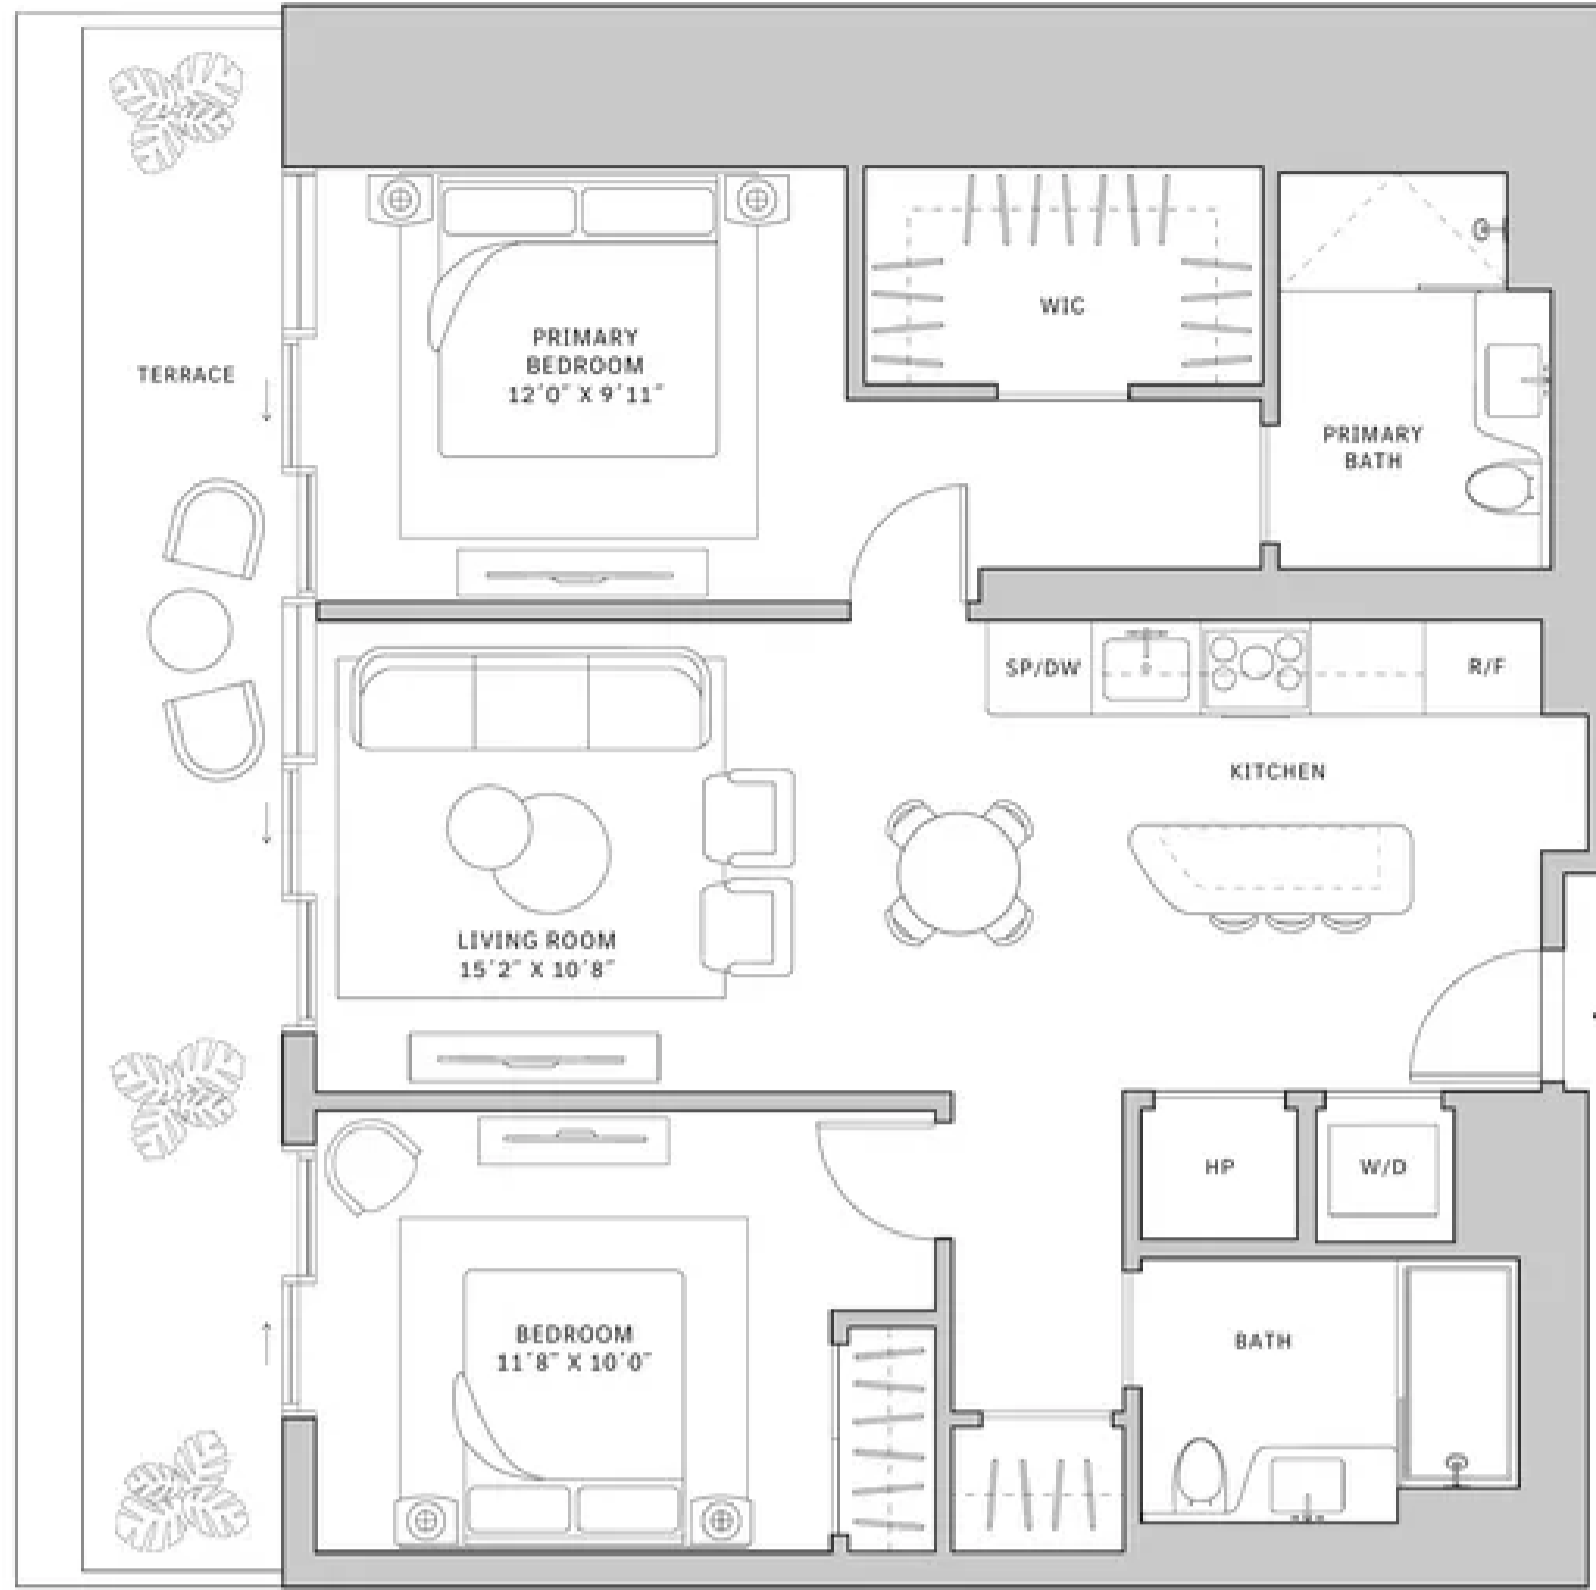 TERRACE
PRIMARY
BEDROOM
12'0" X 9'11"
WIC
PRIMARY
BATH
SP/DW
R/F
KITCHEN
LIVING ROOM
15'2" X 10'8"
HP
W/D
BEDROOM
11'8" X 10'0"
BATH